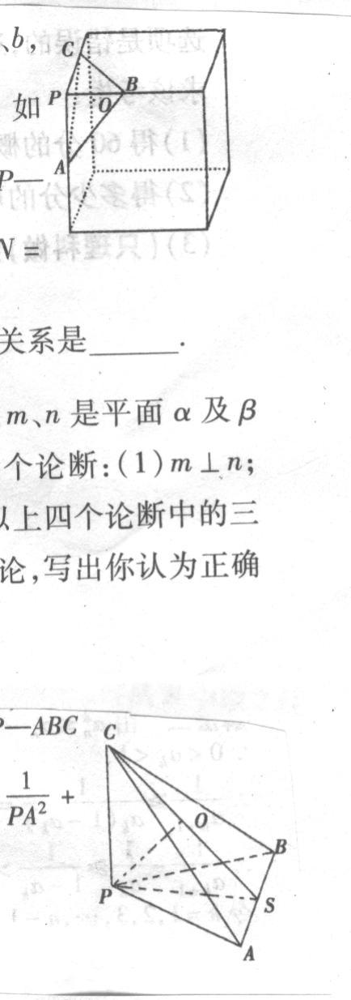 、b,
C
B
如 P O
P— A
N =
关系是______.
m、n 是平面 α 及 β
个论断:(1) m ⊥ n;
以上四个论断中的三
论,写出你认为正确
P—ABC C
1/PA² +
O
B
P
S
A